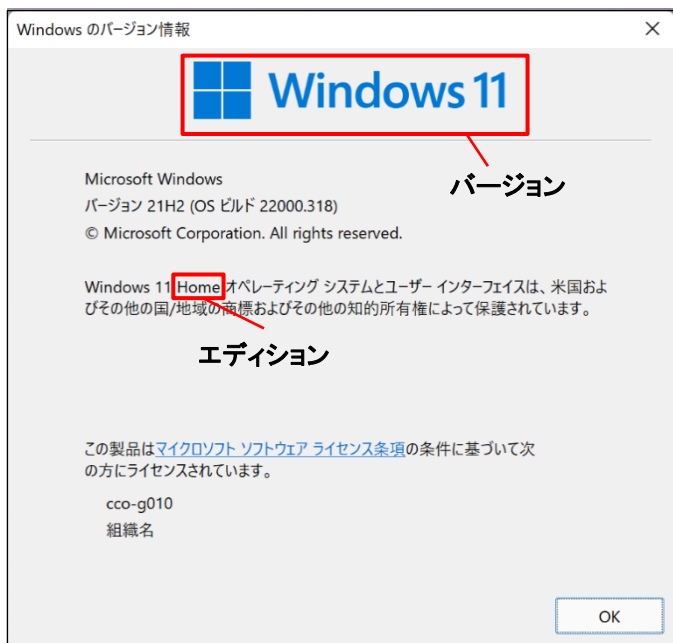 Windows のバージョン情報
Windows 11
バージョン
Microsoft Windows
バージョン 21H2 (OS ビルド 22000.318)
© Microsoft Corporation. All rights reserved.
Windows 11 Home オペレーティング システムとユーザー インターフェイスは、米国およ
びその他の国/地域の商標およびその他の知的所有権によって保護されています。
エディション
この製品はマイクロソフト ソフトウェア ライセンス条項の条件に基づいて次
の方にライセンスされています。
cco-g010
組織名
OK